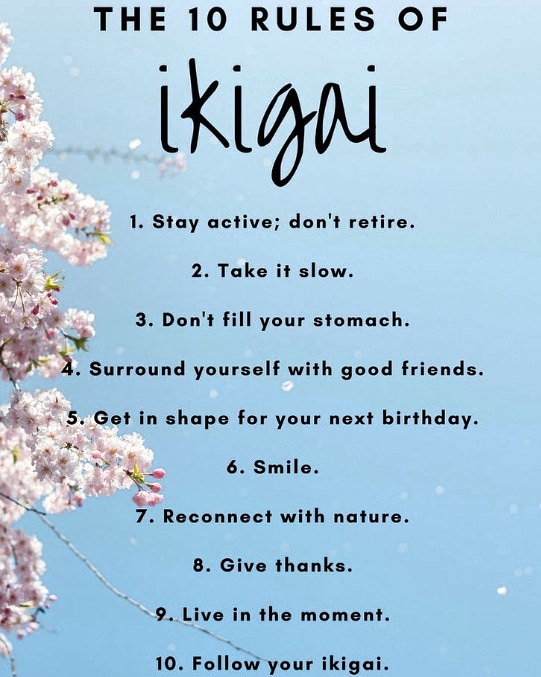 THE 10 RULES OF
ikigai
1. Stay active; don't retire.
2. Take it slow.
3. Don't fill your stomach.
4. Surround yourself with good friends.
5. Get in shape for your next birthday.
6. Smile.
7. Reconnect with nature.
8. Give thanks.
9. Live in the moment.
10. Follow your ikigai.